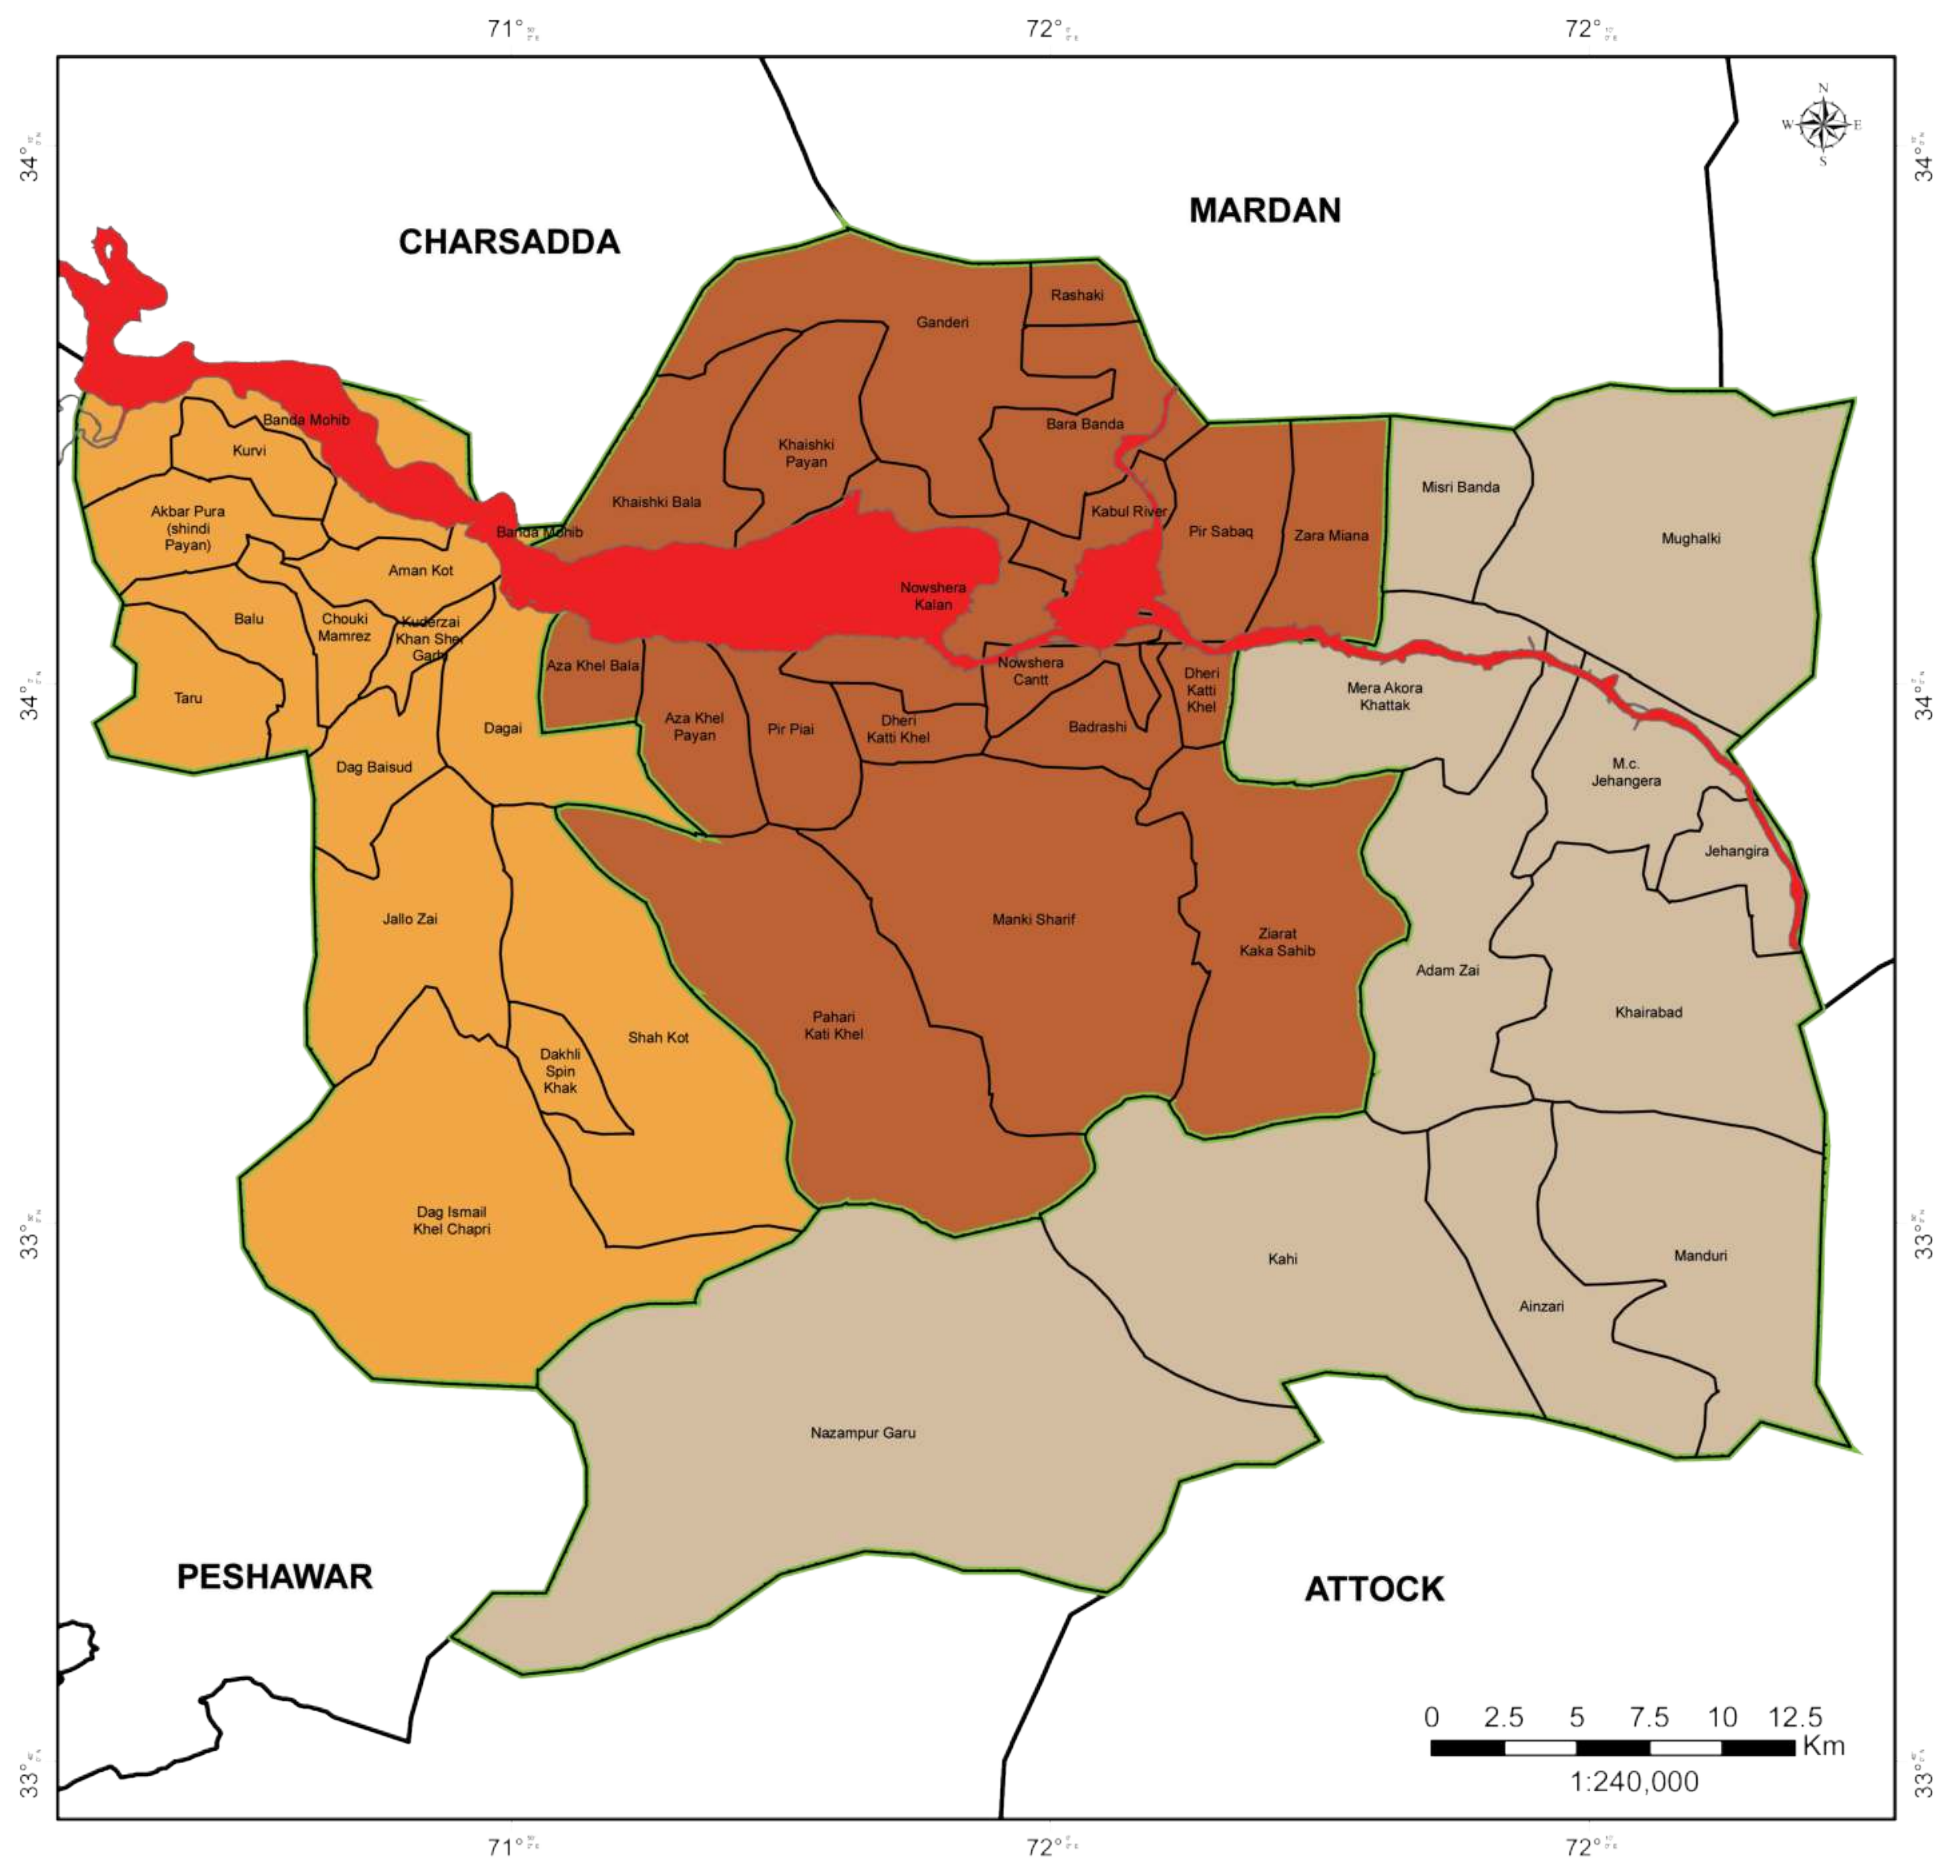 71° 72° 72°
34° 34°
N
W E
S
MARDAN
CHARSADDA
Rashaki
Ganderi
Banda Mohib
Bara Banda
Khaishki
Payan
Kurvi
Misri Banda
Khaishki Bala
Akbar Pura
(shindi
Payan)
Kabul River
Banda Mohib
Pir Sabaq
Zara Miana
Mughalki
Aman Kot
Nowshera
Kalan
Balu
Chouki
Mamrez
Kuderzai
Khan Sher
Garhi
Aza Khel Bala
Nowshera
Cantt
Dheri
Katti
Khel
Mera Akora
Khattak
34° 34°
Taru
Aza Khel
Payan
Pir Piai
Dheri
Katti Khel
Badrashi
Dagai
Dag Baisud
M.c.
Jehangera
Jehangira
Jallo Zai
Manki Sharif
Ziarat
Kaka Sahib
Adam Zai
Khairabad
Pahari
Kati Khel
Shah Kot
Dakhli
Spin
Khak
Dag Ismail
Khel Chapri
33° 33°
Kahi
Manduri
Ainzari
Nazampur Garu
PESHAWAR
ATTOCK
0 2.5 5 7.5 10 12.5
Km
1:240,000
33° 33°
71° 72° 72°